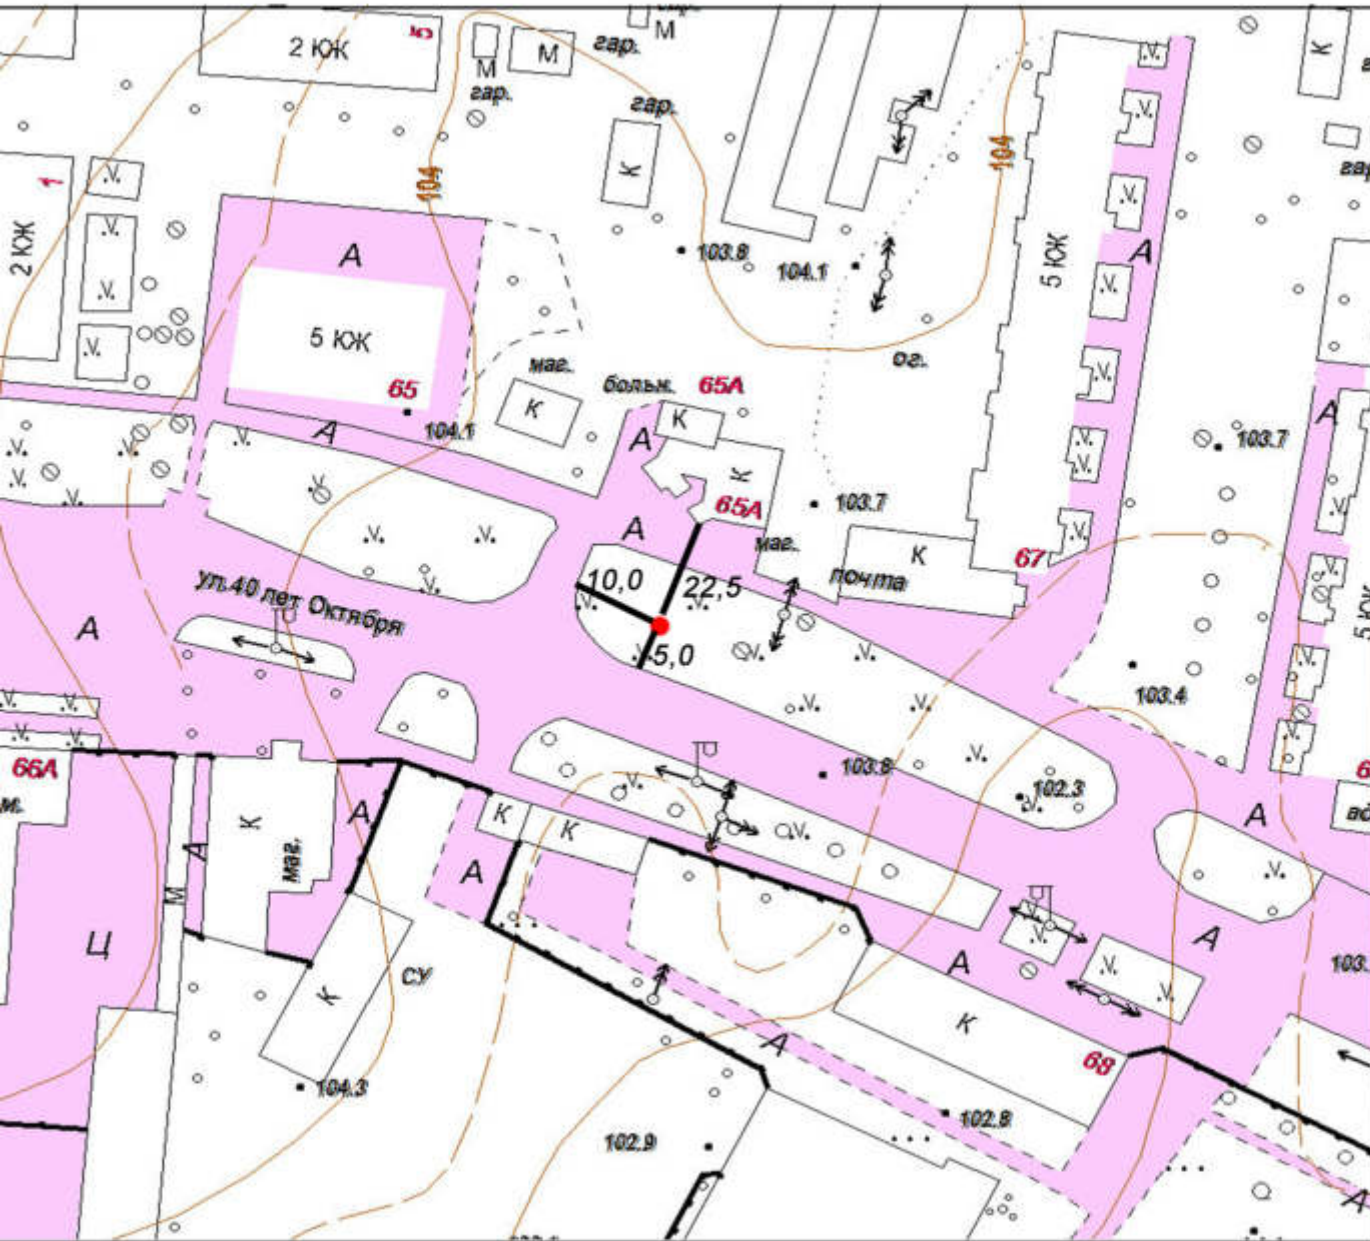 2 КЖ
5
М
М
гар.
М
гар.
гар.
К
К
104
104
1
2 КЖ
А
5 КЖ
65
104.1
А
103.8
104.1
5 КЖ
А
ог.
маг.
К
больн.
65А
К
А
К
65А
маг.
103.7
почта
К
67
103.7
А
А
10,0
22,5
5,0
ул.40 лет Октября
А
103.4
103.8
102.3
А
66А
м.
К
маг.
А
А
М
Ц
К
СУ
104.3
К
К
А
А
К
68
А
А
103.
102.8
102.9
А